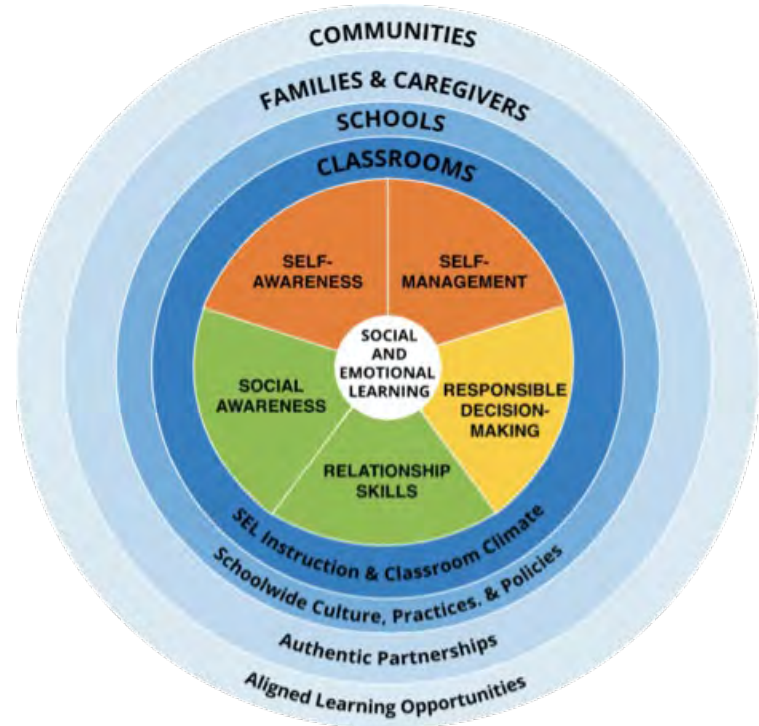 COMMUNITIES
FAMILIES & CAREGIVERS
SCHOOLS
CLASSROOMS
SELF-
AWARENESS
SELF-
MANAGEMENT
SOCIAL
AND
EMOTIONAL
LEARNING
SOCIAL
AWARENESS
RESPONSIBLE
DECISION-
MAKING
RELATIONSHIP
SKILLS
SEL Instruction & Classroom Climate
Schoolwide Culture, Practices, & Policies
Authentic Partnerships
Aligned Learning Opportunities